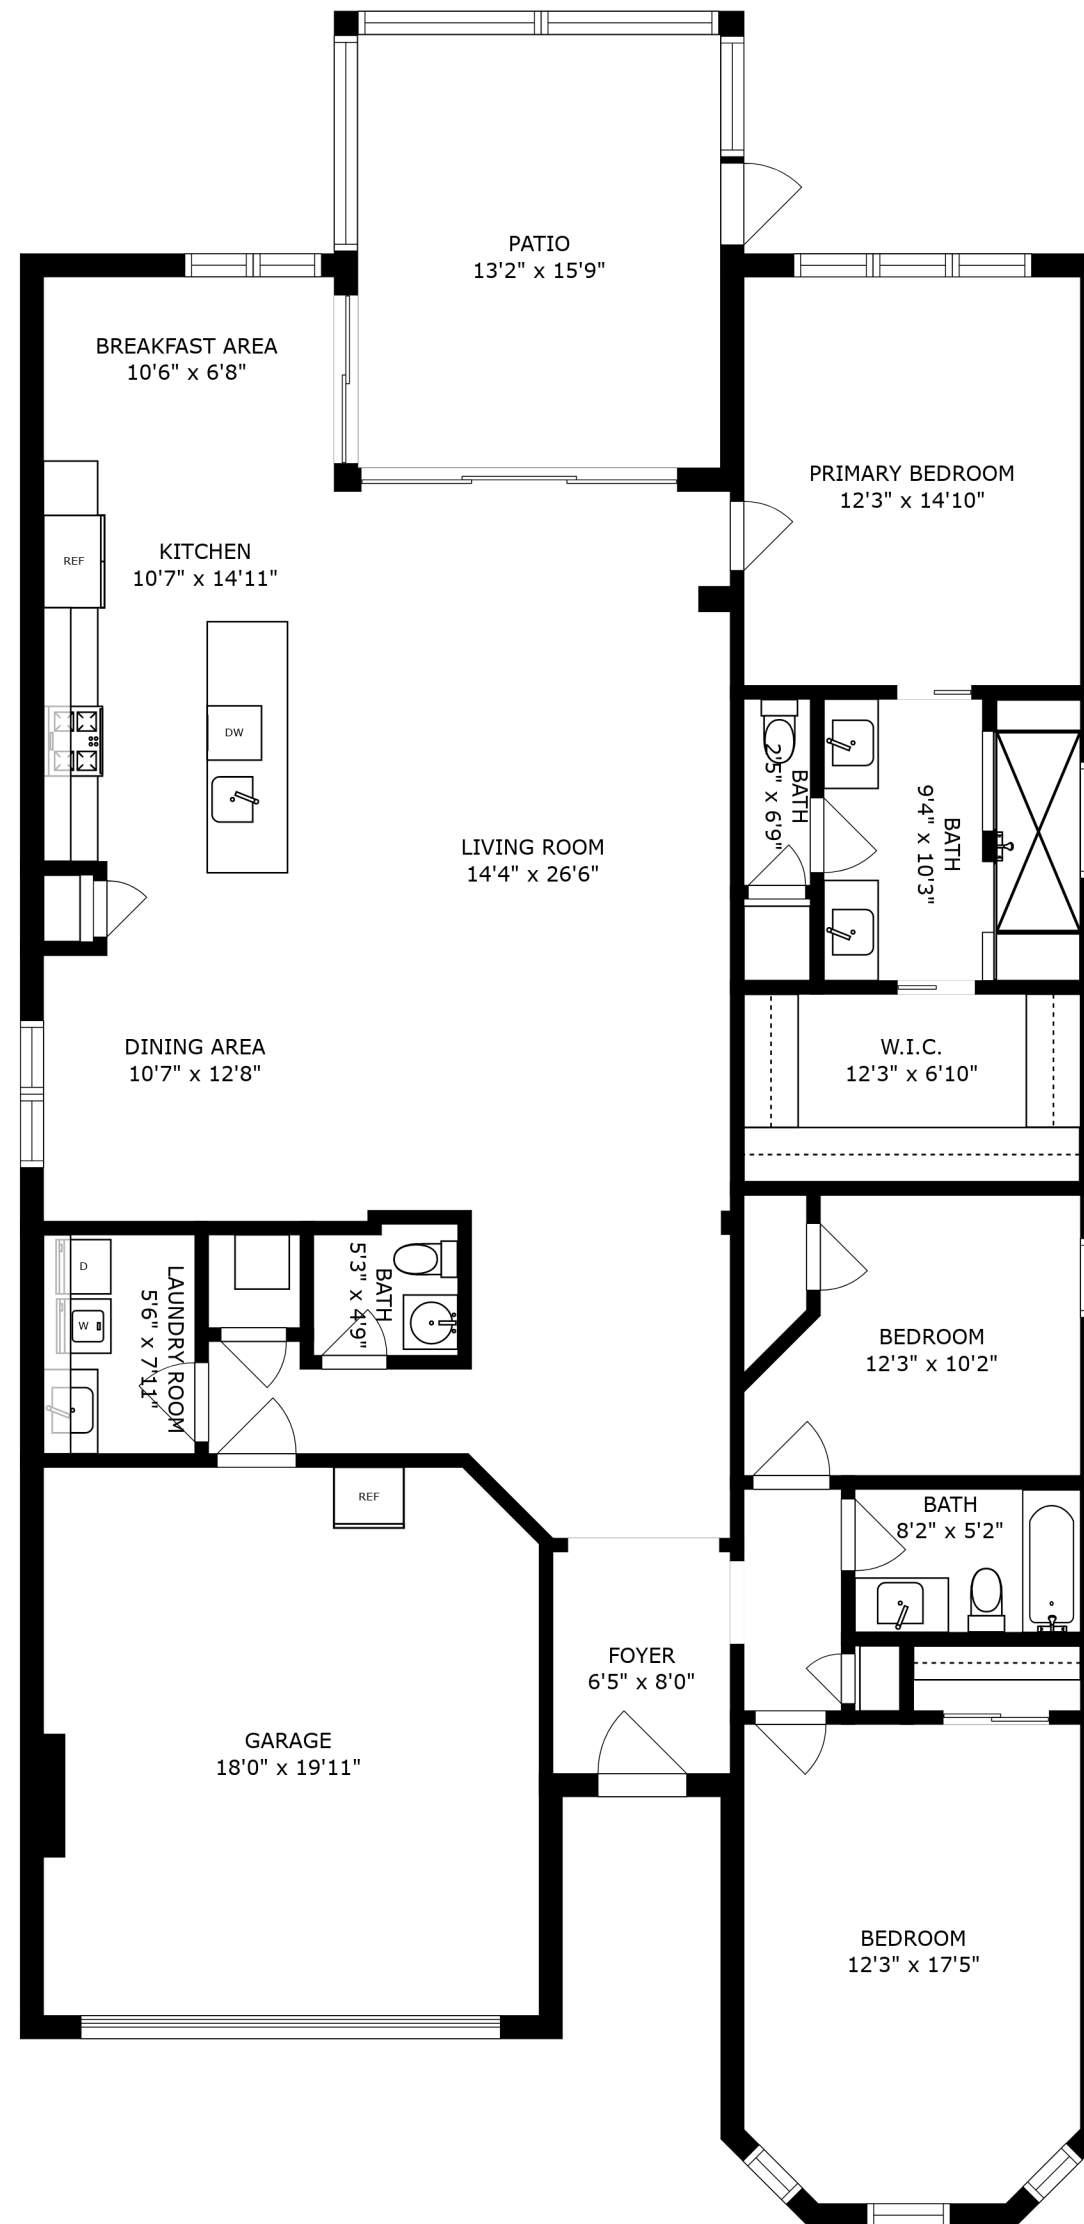 PATIO
13'2" x 15'9"
BREAKFAST AREA
10'6" x 6'8"
PRIMARY BEDROOM
12'3" x 14'10"
REF
KITCHEN
10'7" x 14'11"
DW
LIVING ROOM
14'4" x 26'6"
BATH
2'5" x 6'9"
BATH
9'4" x 10'3"
DINING AREA
10'7" x 12'8"
W.I.C.
12'3" x 6'10"
D
W
LAUNDRY ROOM
5'6" x 7'11"
BATH
5'3" x 4'9"
BEDROOM
12'3" x 10'2"
REF
BATH
8'2" x 5'2"
FOYER
6'5" x 8'0"
GARAGE
18'0" x 19'11"
BEDROOM
12'3" x 17'5"